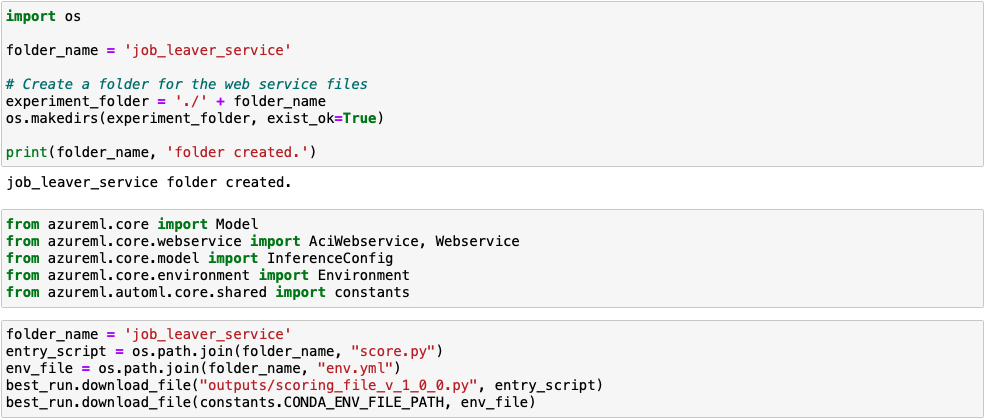 import os
folder_name = 'job_leaver_service'
# Create a folder for the web service files
experiment_folder = './' + folder_name
os.makedirs(experiment_folder, exist_ok=True)
print(folder_name, 'folder created.')
job_leaver_service folder created.
from azureml.core import Model
from azureml.core.webservice import AciWebservice, Webservice
from azureml.core.model import InferenceConfig
from azureml.core.environment import Environment
from azureml.automl.core.shared import constants
folder_name = 'job_leaver_service'
entry_script = os.path.join(folder_name, "score.py")
env_file = os.path.join(folder_name, "env.yml")
best_run.download_file("outputs/scoring_file_v_1_0_0.py", entry_script)
best_run.download_file(constants.CONDA_ENV_FILE_PATH, env_file)